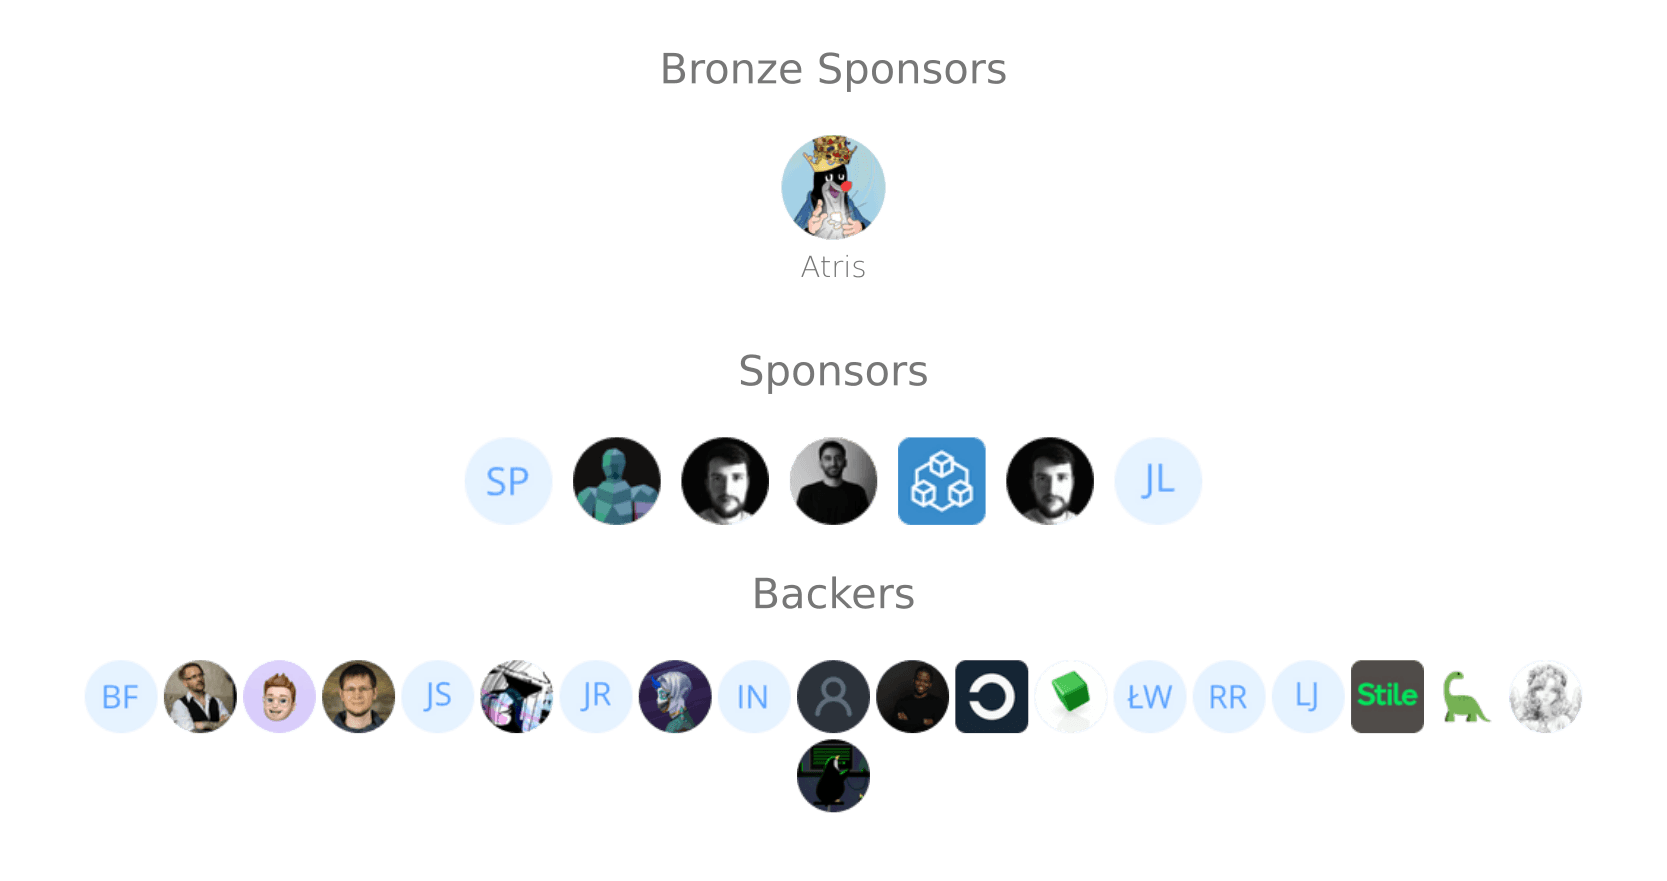 Bronze Sponsors
Atris
Sponsors
SP JL
Backers
BF JS JR IN ŁW RR LJ Stile